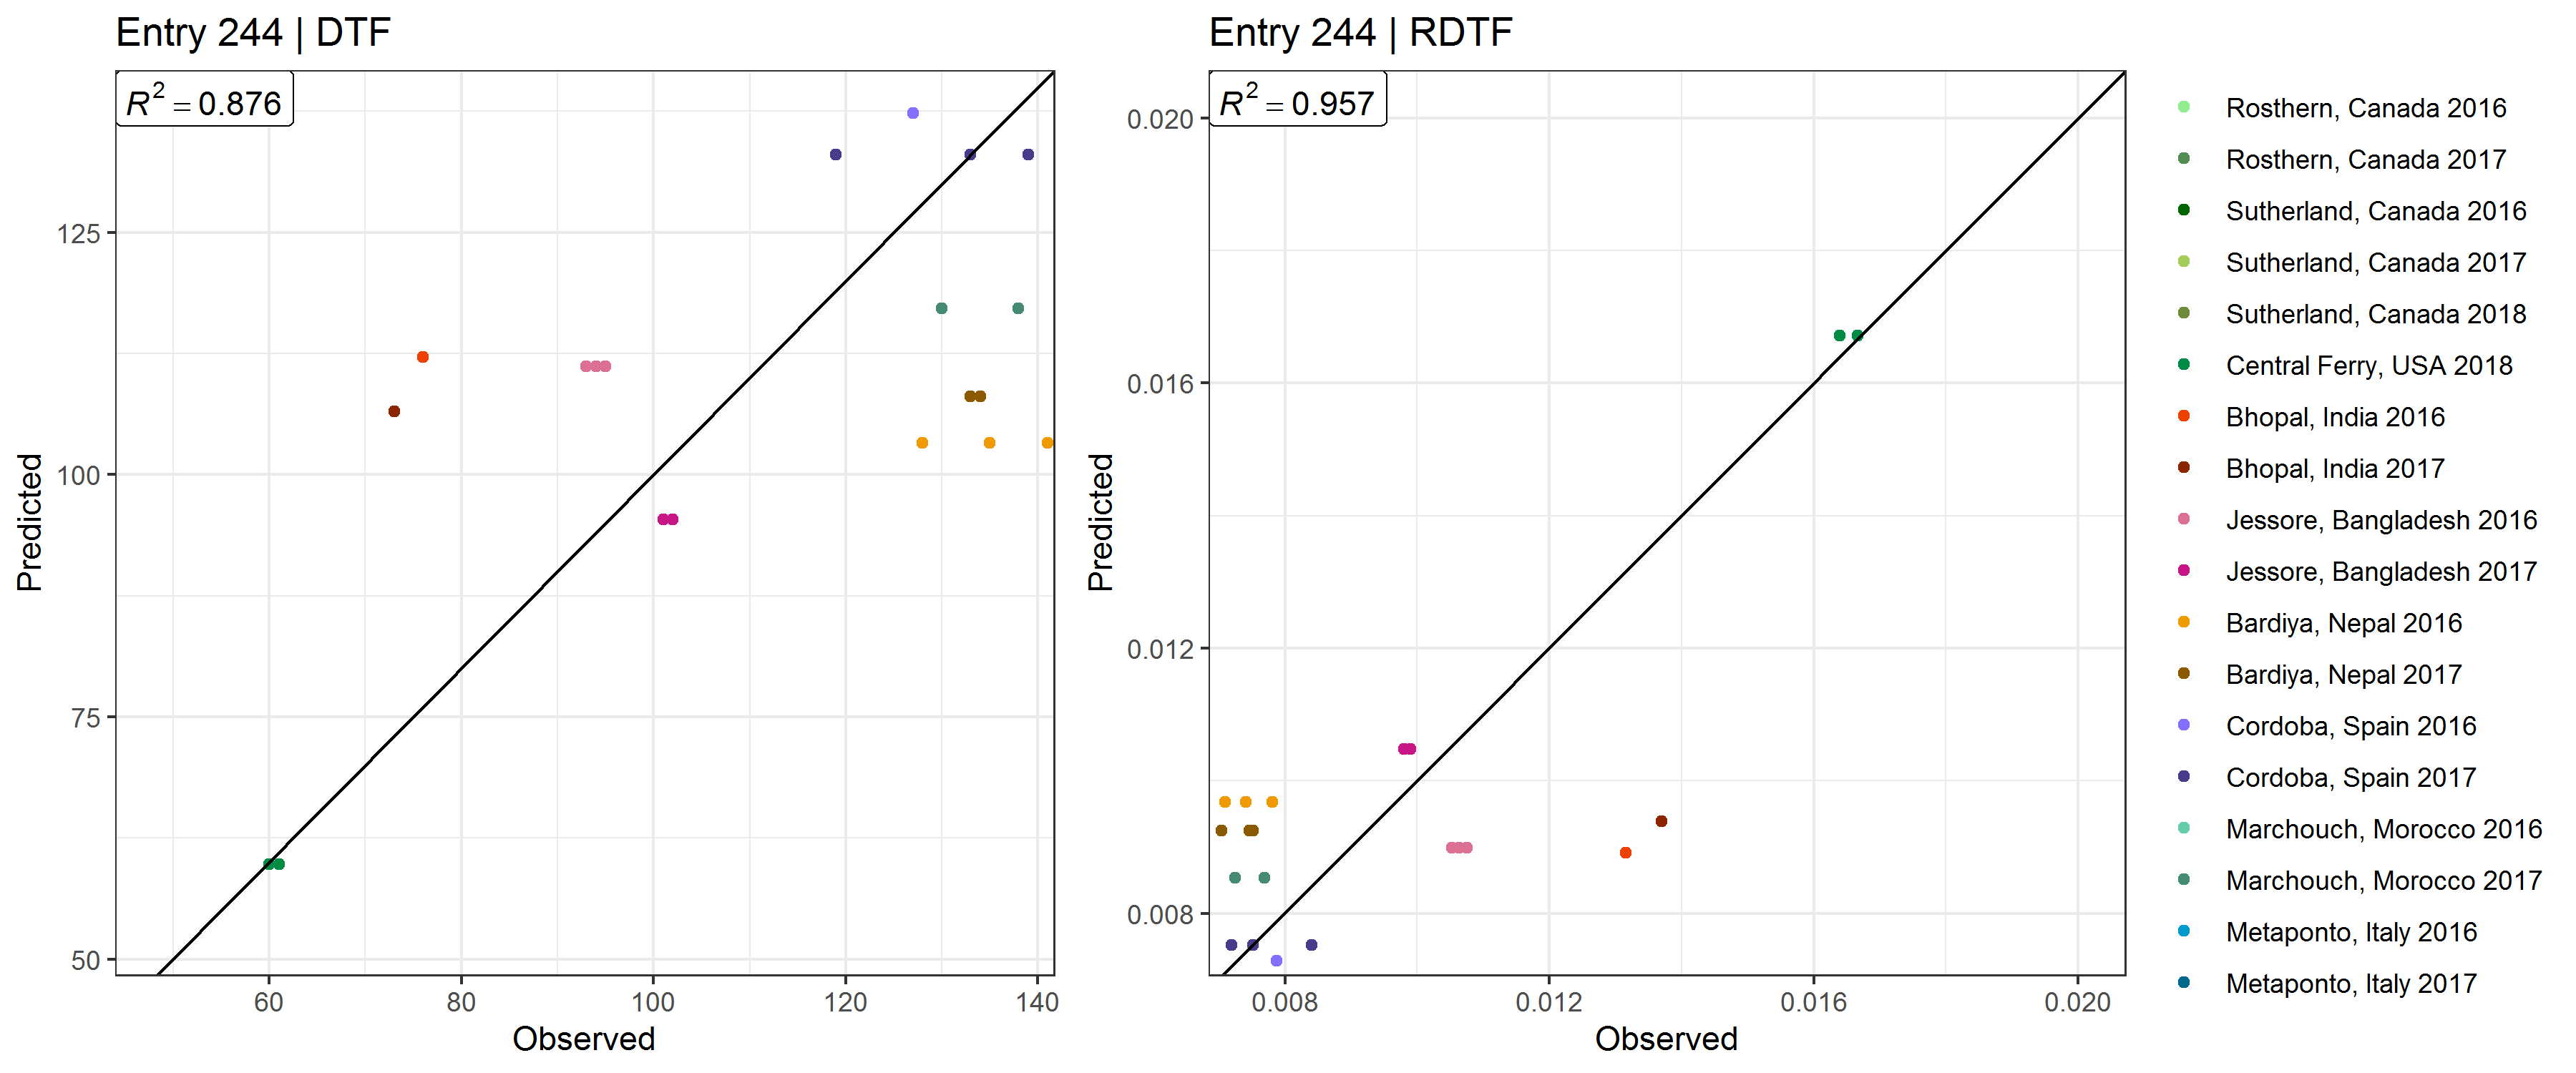 Entry 244 | DTF
R² = 0.876
125
100
75
50
Predicted
60 80 100 120 140
Observed
Entry 244 | RDTF
R² = 0.957
0.020
0.016
0.012
0.008
Predicted
0.008 0.012 0.016 0.020
Observed
Rosthern, Canada 2016
Rosthern, Canada 2017
Sutherland, Canada 2016
Sutherland, Canada 2017
Sutherland, Canada 2018
Central Ferry, USA 2018
Bhopal, India 2016
Bhopal, India 2017
Jessore, Bangladesh 2016
Jessore, Bangladesh 2017
Bardiya, Nepal 2016
Bardiya, Nepal 2017
Cordoba, Spain 2016
Cordoba, Spain 2017
Marchouch, Morocco 2016
Marchouch, Morocco 2017
Metaponto, Italy 2016
Metaponto, Italy 2017